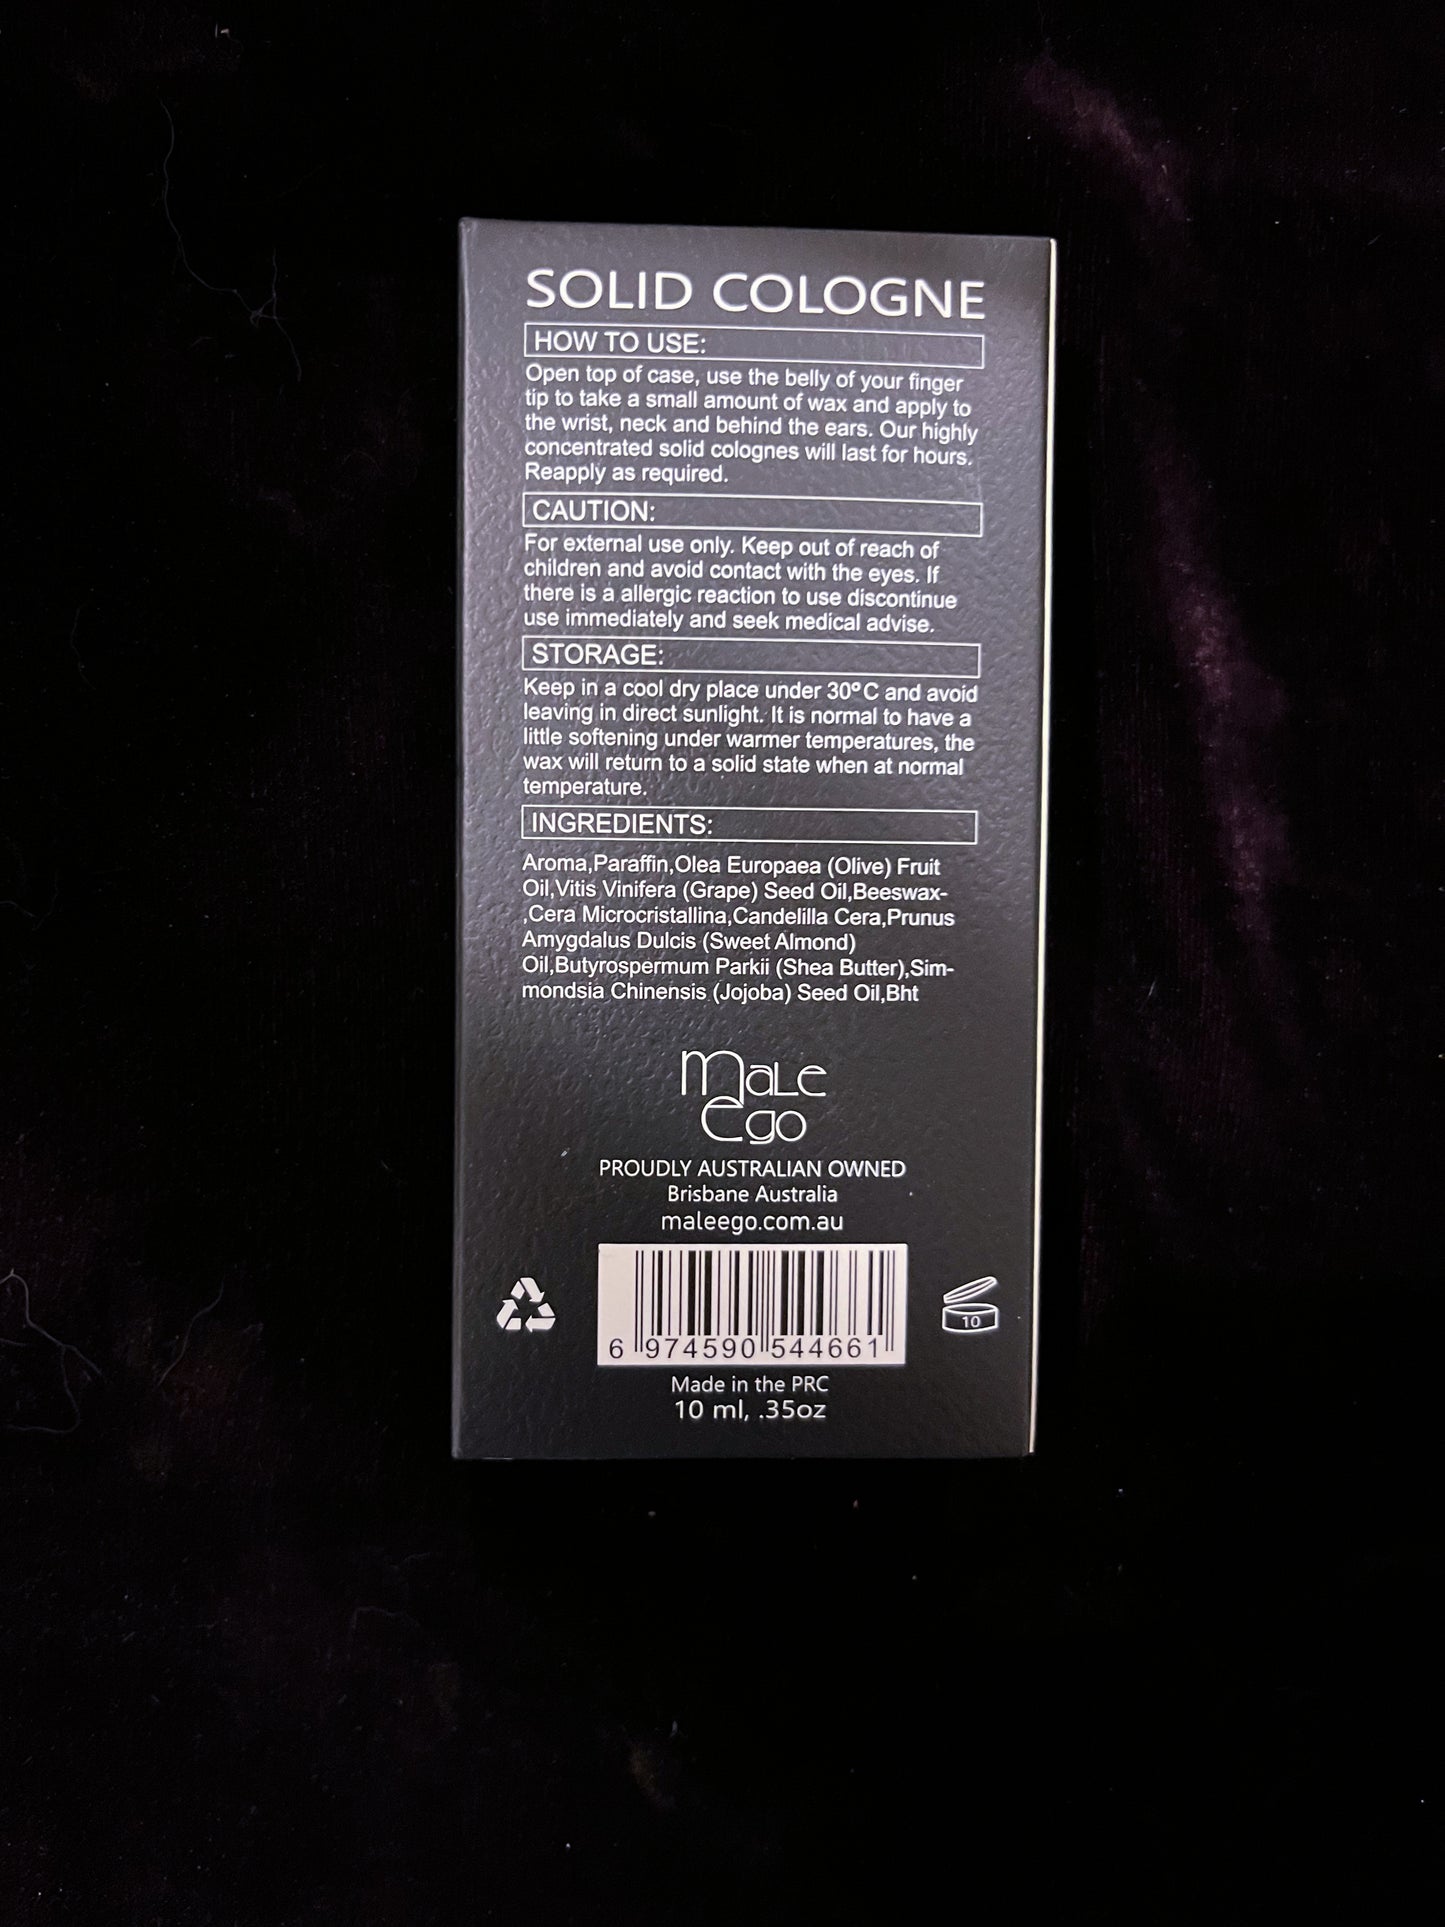 SOLID COLOGNE
HOW TO USE:
Open top of case, use the belly of your finger
tip to take a small amount of wax and apply to
the wrist, neck and behind the ears. Our highly
concentrated solid colognes will last for hours.
Reapply as required.
CAUTION:
For external use only. Keep out of reach of
children and avoid contact with the eyes. If
there is a allergic reaction to use discontinue
use immediately and seek medical advise.
STORAGE:
Keep in a cool dry place under 30°C and avoid
leaving in direct sunlight. It is normal to have a
little softening under warmer temperatures, the
wax will return to a solid state when at normal
temperature.
INGREDIENTS:
Aroma,Paraffin,Olea Europaea (Olive) Fruit
Oil,Vitis Vinifera (Grape) Seed Oil,Beeswax-
,Cera Microcristallina,Candelilla Cera,Prunus
Amygdalus Dulcis (Sweet Almond)
Oil,Butyrospermum Parkii (Shea Butter),Sim-
mondsia Chinensis (Jojoba) Seed Oil,Bht
Male
Ego
PROUDLY AUSTRALIAN OWNED
Brisbane Australia
maleego.com.au
10
6 974590 544661
Made in the PRC
10 ml, .35oz